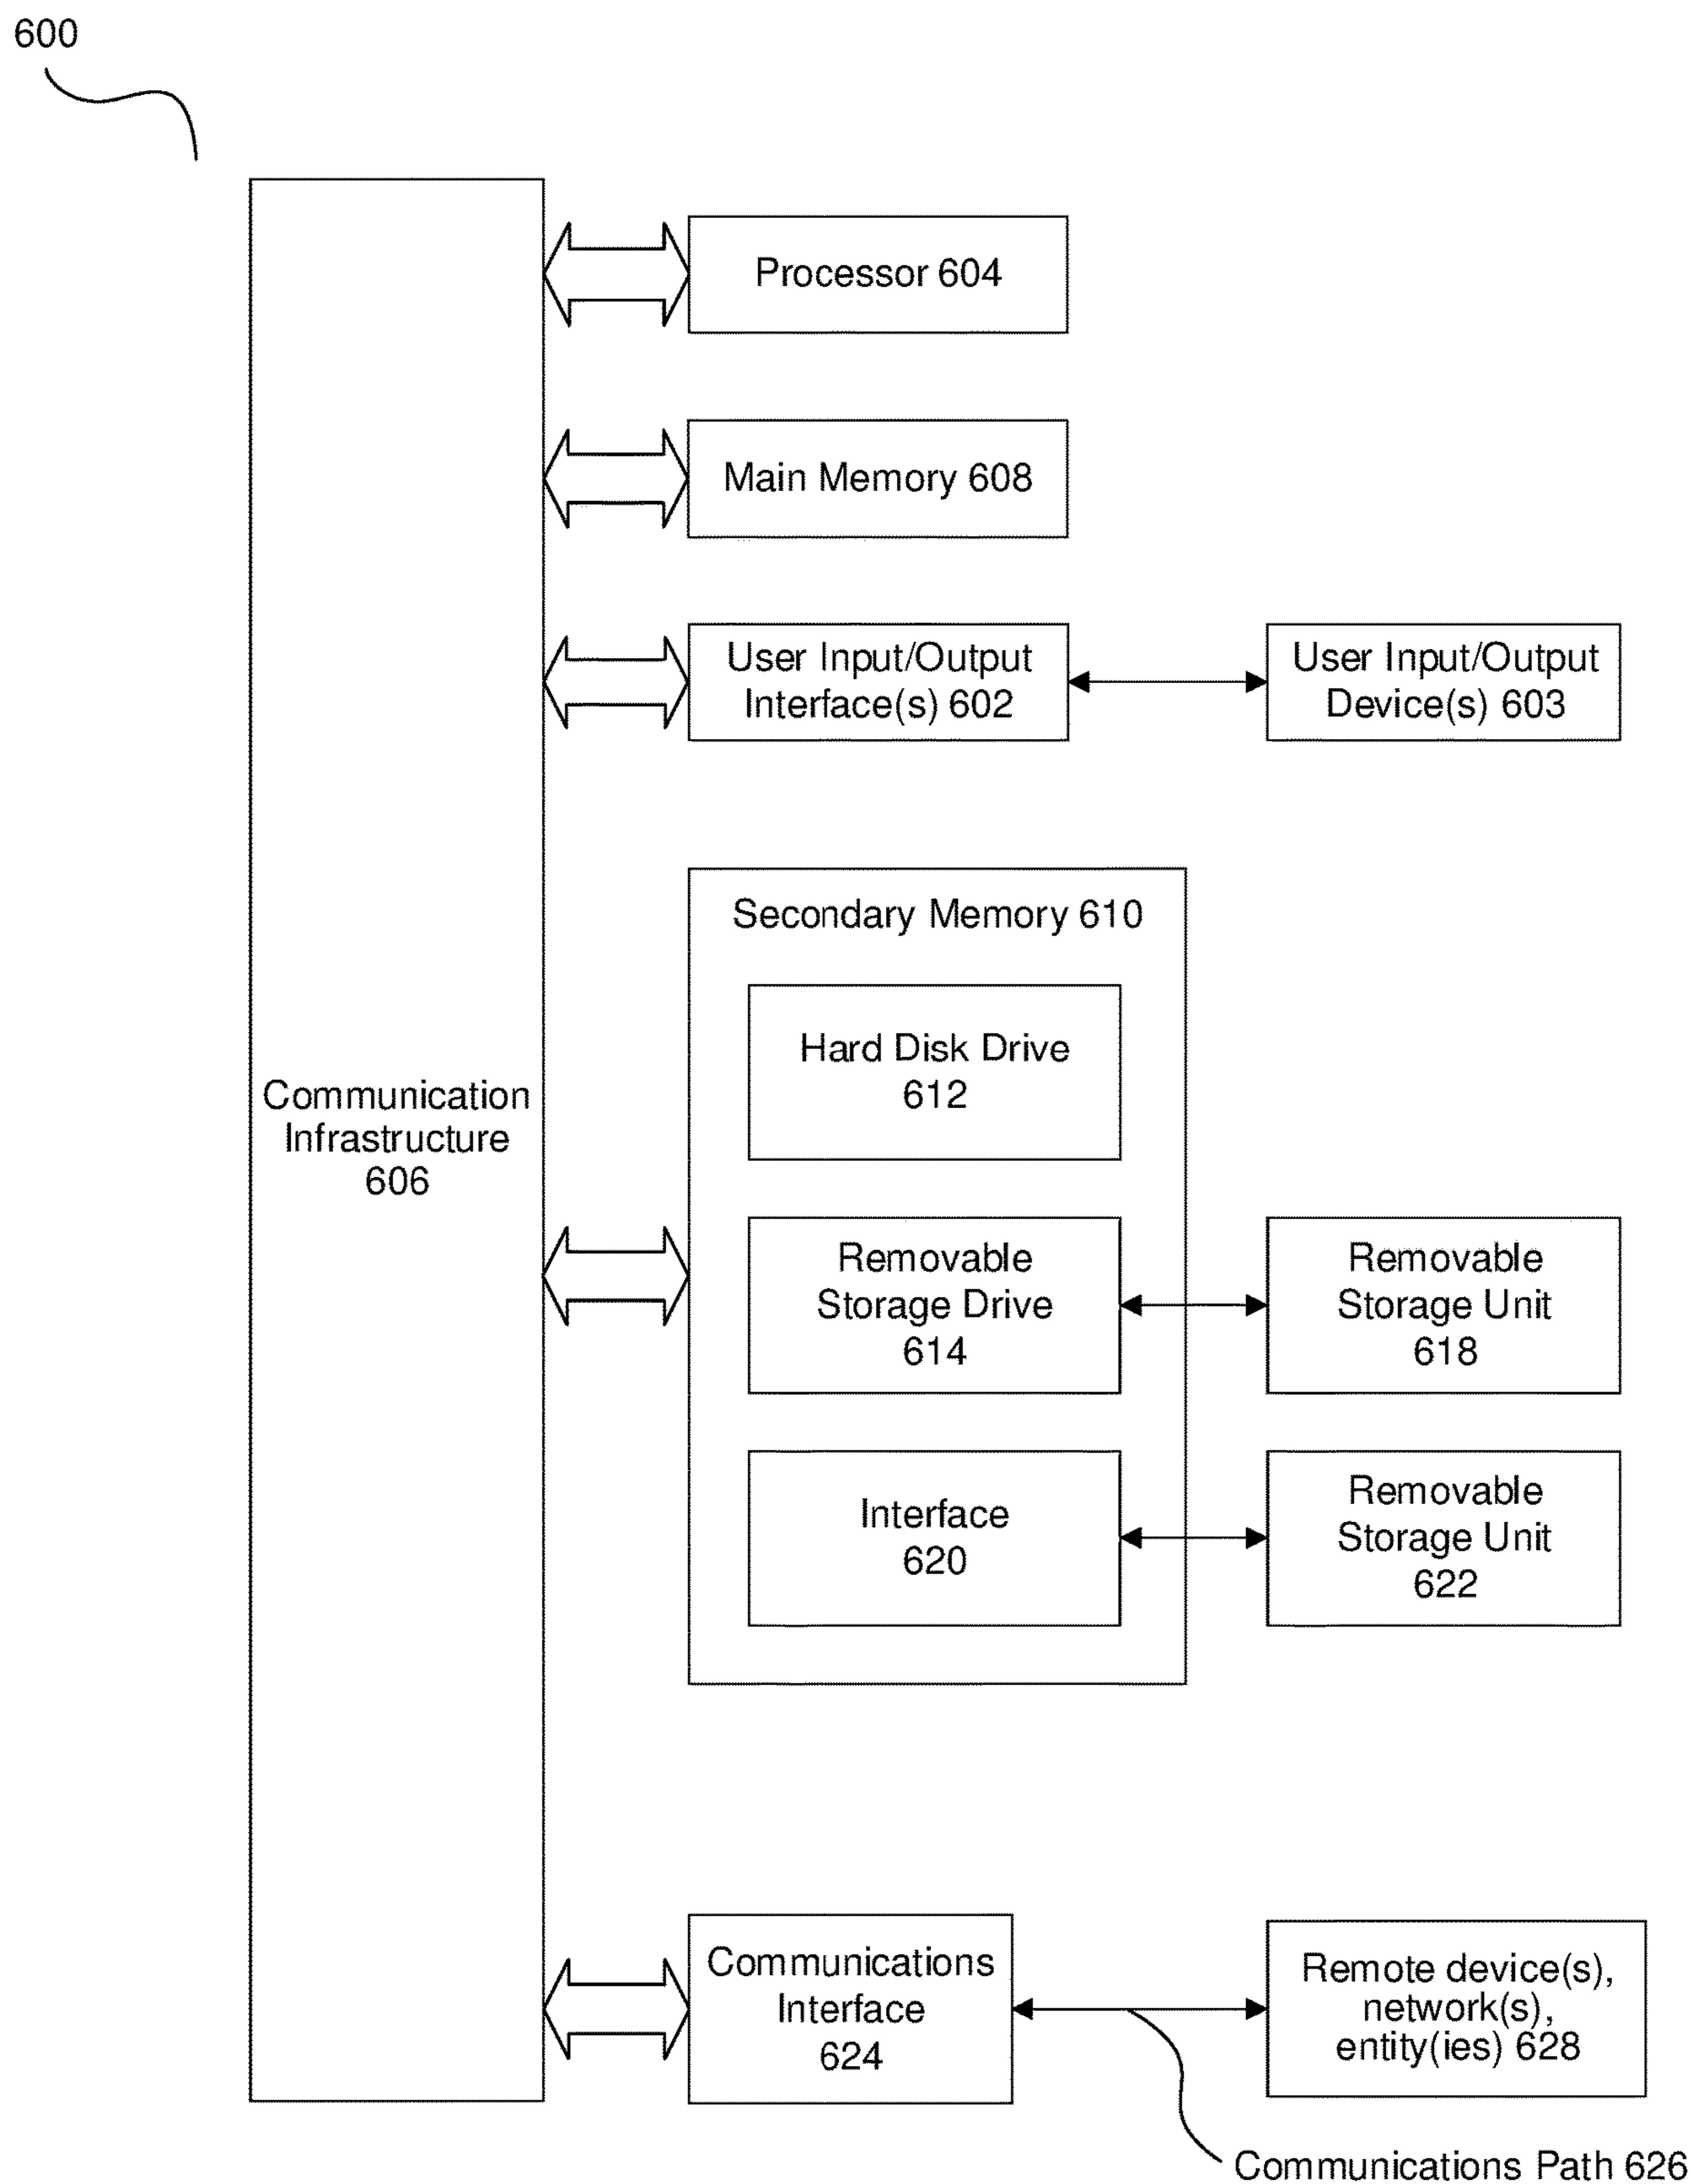 600
Processor 604
Main Memory 608
User Input/Output
Interface(s) 602
User Input/Output
Device(s) 603
Secondary Memory 610
Hard Disk Drive
612
Communication
Infrastructure
606
Removable
Storage Drive
614
Removable
Storage Unit
618
Interface
620
Removable
Storage Unit
622
Communications
Interface
624
Remote device(s),
network(s),
entity(ies) 628
Communications Path 626